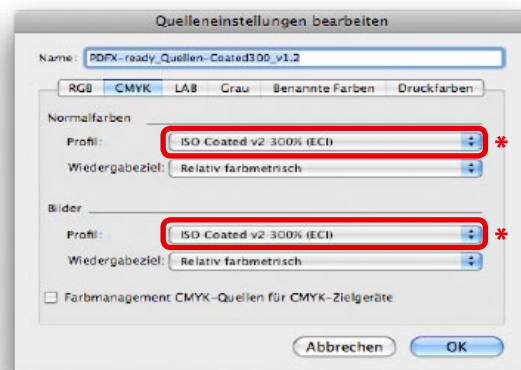 Quelleneinstellungen bearbeiten
Name: PDFX-ready_Quellen-Coated300_v1.2
RGB CMYK LAB Grau Benannte Farben Druckfarben
Normalfarben
Profil: ISO Coated v2 300% (ECI) *
Wiedergabeziel: Relativ farbmetrisch
Bilder
Profil: ISO Coated v2 300% (ECI) *
Wiedergabeziel: Relativ farbmetrisch
Farbmanagement CMYK-Quellen für CMYK-Zielgeräte
Abbrechen OK